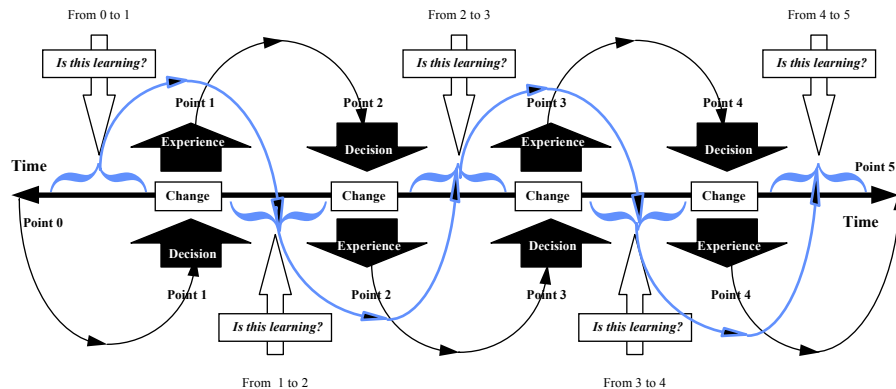 From 0 to 1
From 2 to 3
From 4 to 5
Is this learning?
Is this learning?
Is this learning?
Point 1
Point 2
Point 3
Point 4
Experience
Decision
Experience
Decision
Time
Point 5
Change
Change
Change
Change
Point 0
Time
Decision
Experience
Decision
Experience
Point 1
Point 2
Point 3
Point 4
Is this learning?
Is this learning?
From 1 to 2
From 3 to 4